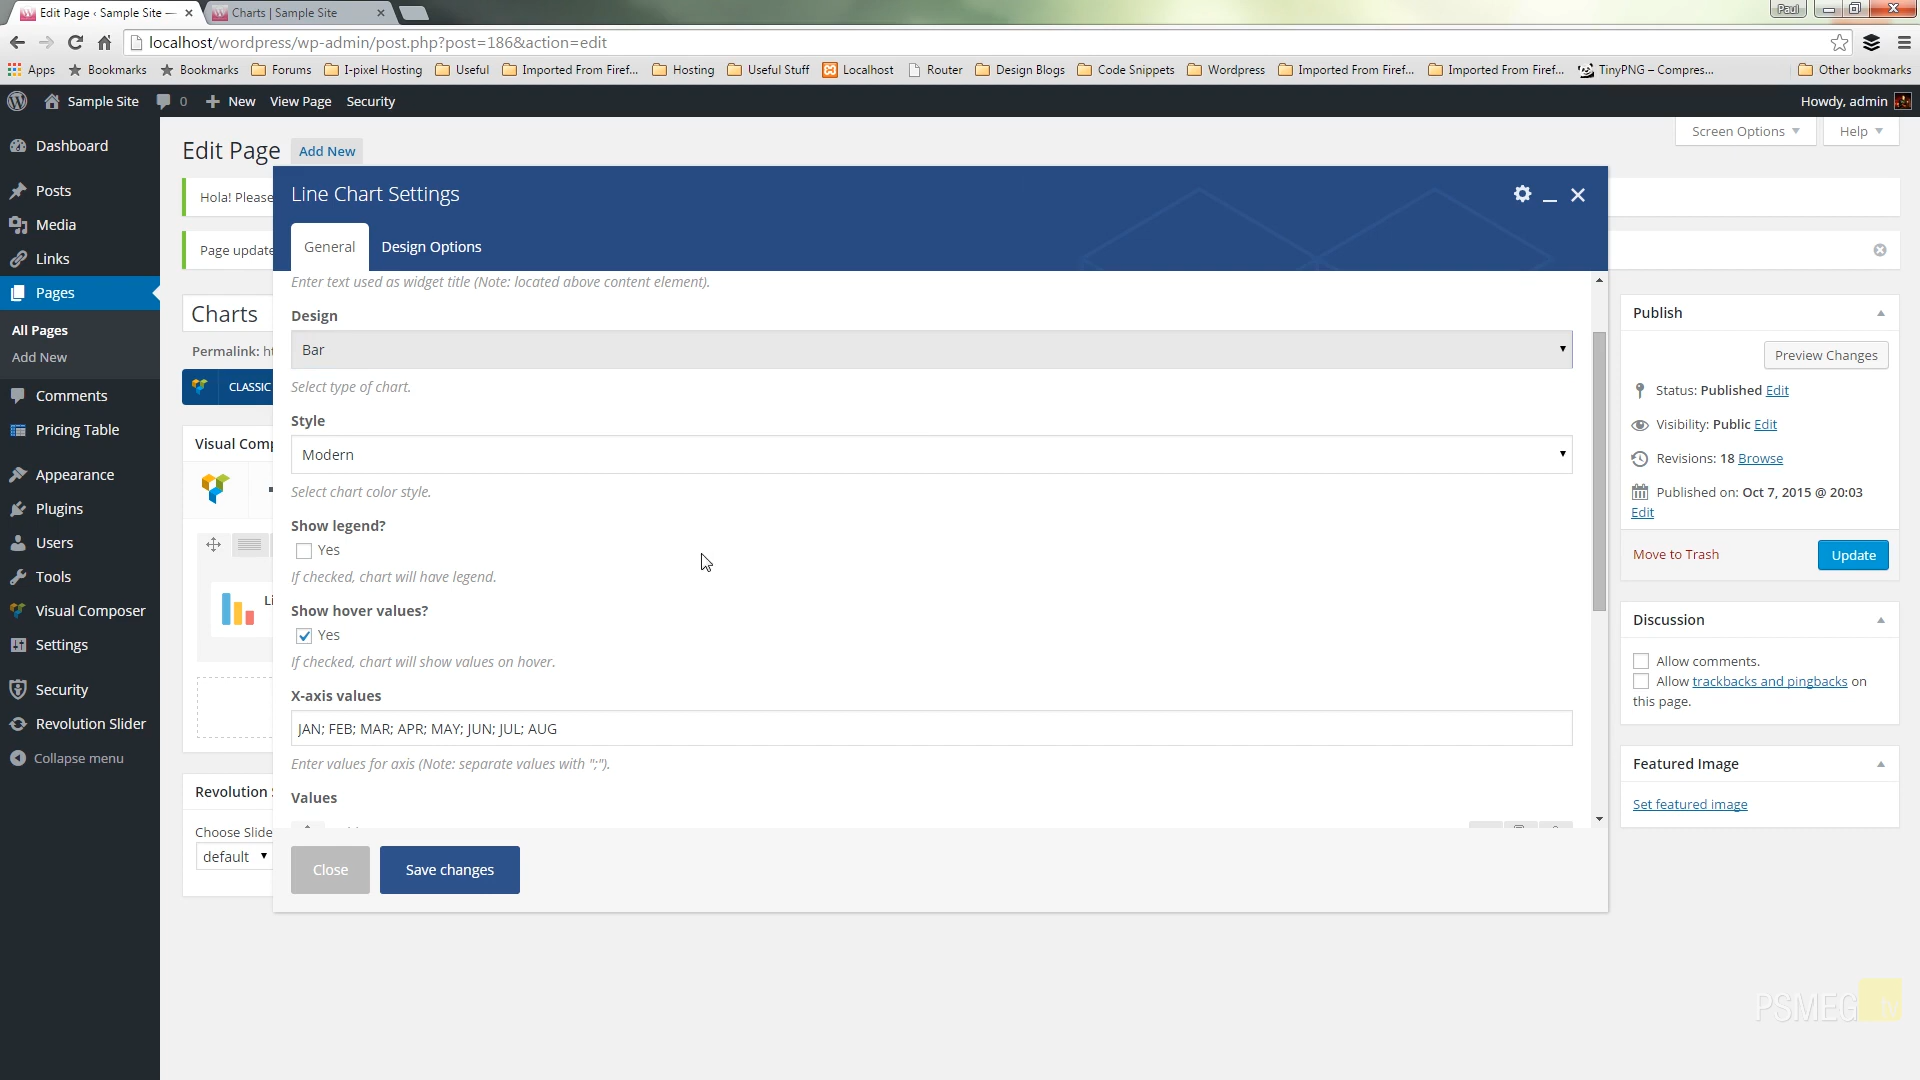 Edit Page ‹ Sample Site —
Charts | Sample Site
Paul
localhost/wordpress/wp-admin/post.php?post=186&action=edit
Apps
Bookmarks
Bookmarks
Forums
I-pixel Hosting
Useful
Imported From Firef...
Hosting
Useful Stuff
Localhost
Router
Design Blogs
Code Snippets
Wordpress
Imported From Firef...
Imported From Firef...
TinyPNG – Compres...
Other bookmarks
Sample Site
0
New
View Page
Security
Howdy, admin
Screen Options
Help
Dashboard
Posts
Media
Links
Pages
All Pages
Add New
Comments
Pricing Table
Appearance
Plugins
Users
Tools
Visual Composer
Settings
Security
Revolution Slider
Collapse menu
Edit Page
Add New
Hola! Please
Page update
Charts
Permalink:
CLASSIC
Visual Comp
Li
Revolution
Choose Slide
default
Line Chart Settings
General
Design Options
Enter text used as widget title (Note: located above content element).
Design
Bar
Select type of chart.
Style
Modern
Select chart color style.
Show legend?
Yes
If checked, chart will have legend.
Show hover values?
Yes
If checked, chart will show values on hover.
X-axis values
JAN; FEB; MAR; APR; MAY; JUN; JUL; AUG
Enter values for axis (Note: separate values with ";").
Values
Close
Save changes
Publish
Preview Changes
Status: Published Edit
Visibility: Public Edit
Revisions: 18 Browse
Published on: Oct 7, 2015 @ 20:03
Edit
Move to Trash
Update
Discussion
Allow comments.
Allow trackbacks and pingbacks on
this page.
Featured Image
Set featured image
PSMEG tv